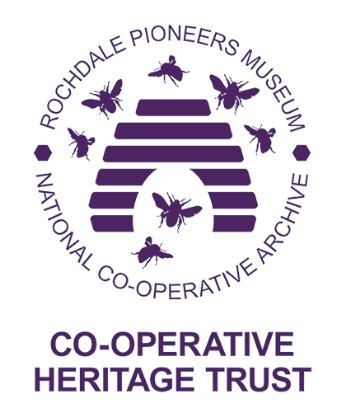 ROCHDALE PIONEERS MUSEUM
NATIONAL CO-OPERATIVE ARCHIVE
CO-OPERATIVE
HERITAGE TRUST